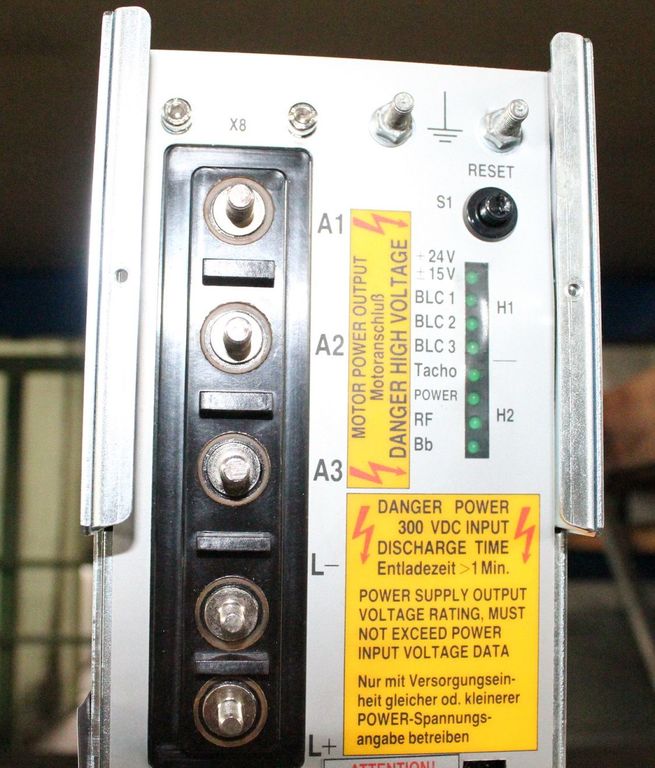 X8
RESET
S1
A1
A2
A3
L−
L+
MOTOR POWER OUTPUT
Motoranschluß
DANGER HIGH VOLTAGE
+ 24V
± 15V
BLC 1
BLC 2
BLC 3
Tacho
POWER
RF
Bb
H1
H2
DANGER POWER
300 VDC INPUT
DISCHARGE TIME
Entladezeit >1 Min.
POWER SUPPLY OUTPUT
VOLTAGE RATING, MUST
NOT EXCEED POWER
INPUT VOLTAGE DATA
Nur mit Versorgungsein-
heit gleicher od. kleinerer
POWER-Spannungs-
angabe betreiben
ATTENTION!